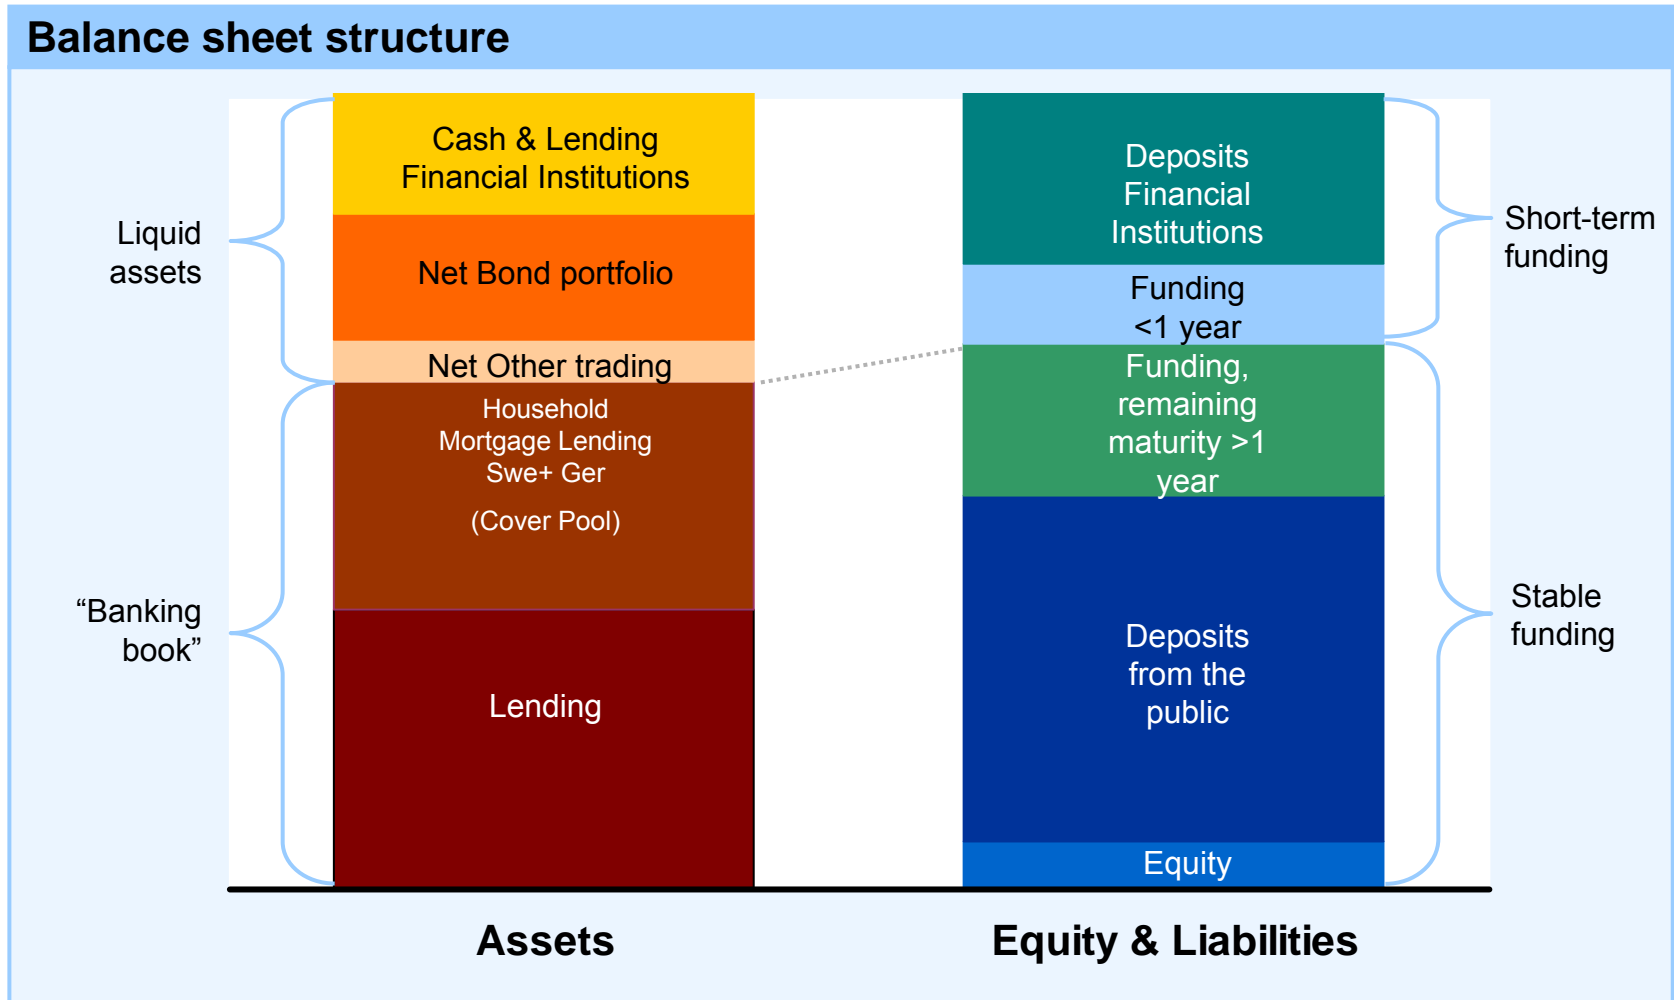 Balance sheet structure
Liquid
assets
“Banking
book”
Cash & Lending
Financial Institutions
Net Bond portfolio
Net Other trading
Household
Mortgage Lending
Swe+ Ger
(Cover Pool)
Lending
Deposits
Financial
Institutions
Funding
<1 year
Funding,
remaining
maturity >1
year
Deposits
from the
public
Equity
Short-term
funding
Stable
funding
Assets
Equity & Liabilities